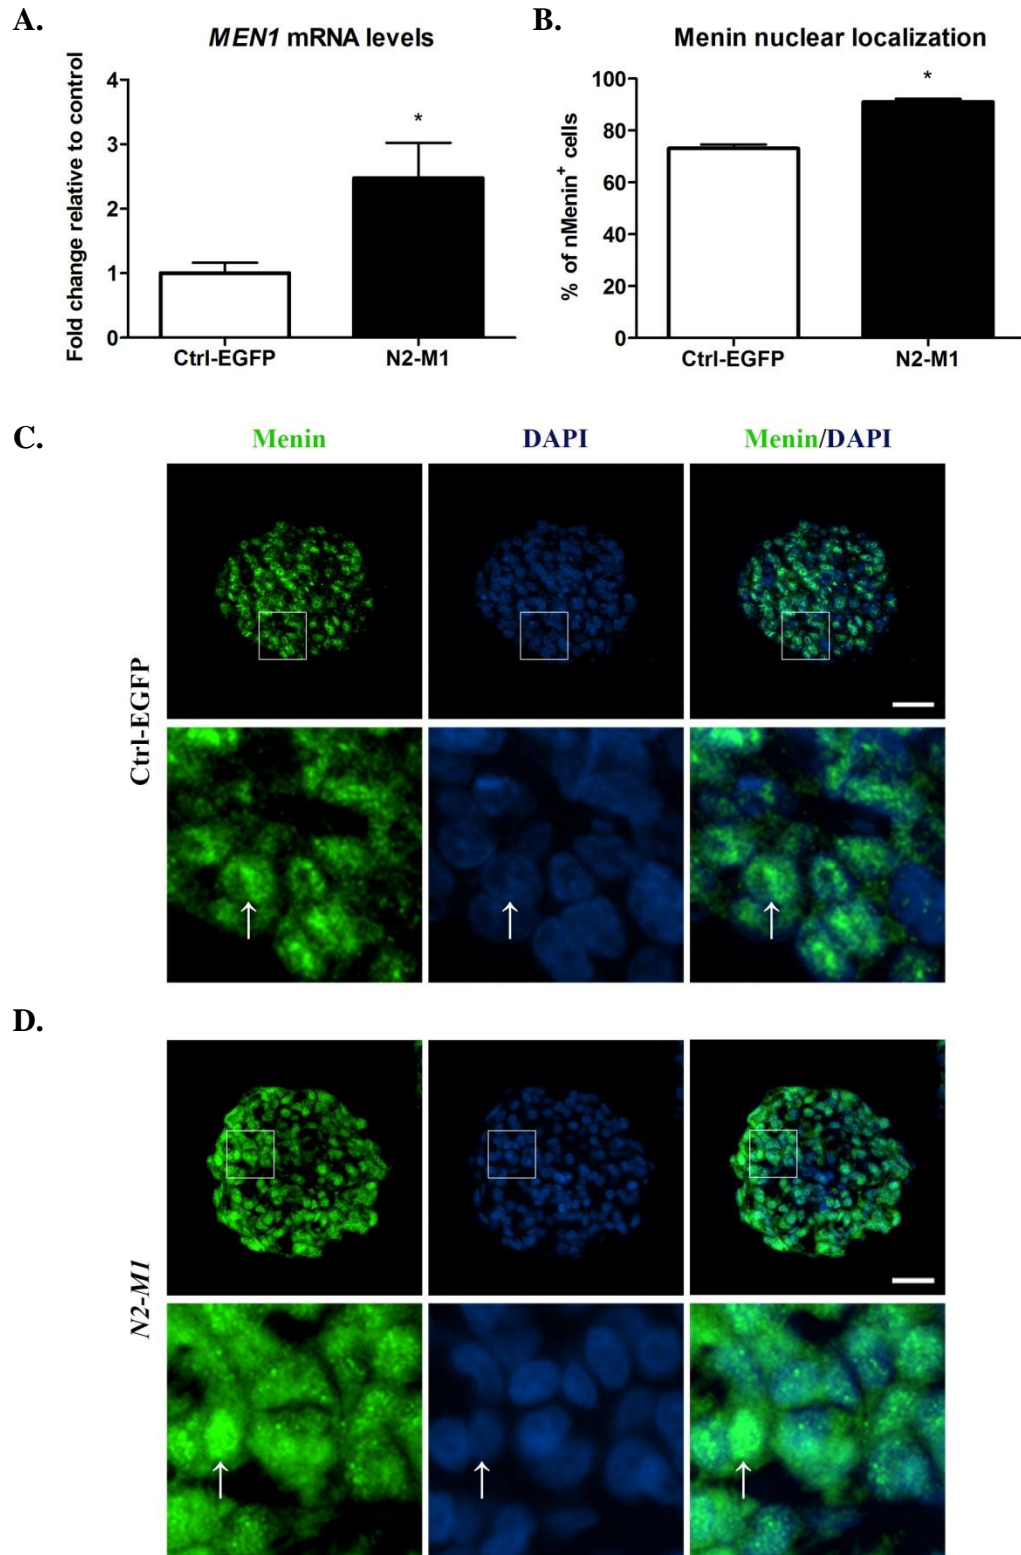 A.
MEN1 mRNA levels
Fold change relative to control
4
3
2
1
0
*
Ctrl-EGFP
N2-M1
B.
Menin nuclear localization
% of nMenin+ cells
100
80
60
40
20
0
*
Ctrl-EGFP
N2-M1
C.
Menin
DAPI
Menin/DAPI
Ctrl-EGFP
D.
N2-M1